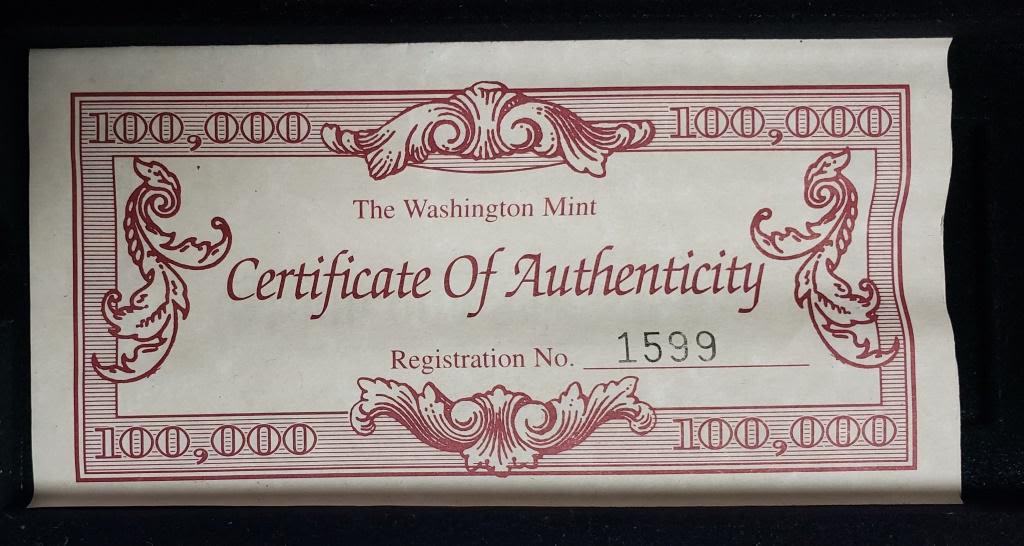 100,000 100,000
The Washington Mint
Certificate Of Authenticity
Registration No. 1599
100,000 100,000